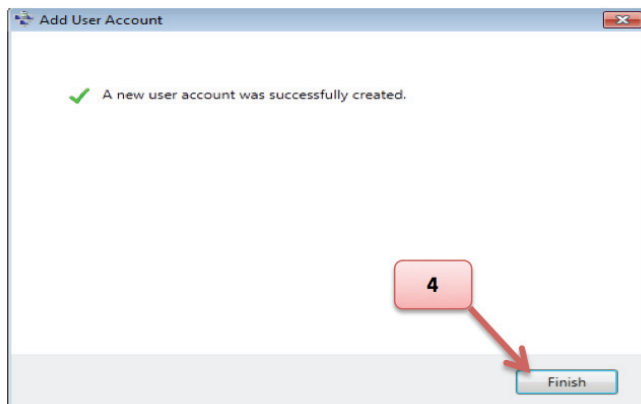 Add User Account
A new user account was successfully created.
4
Finish